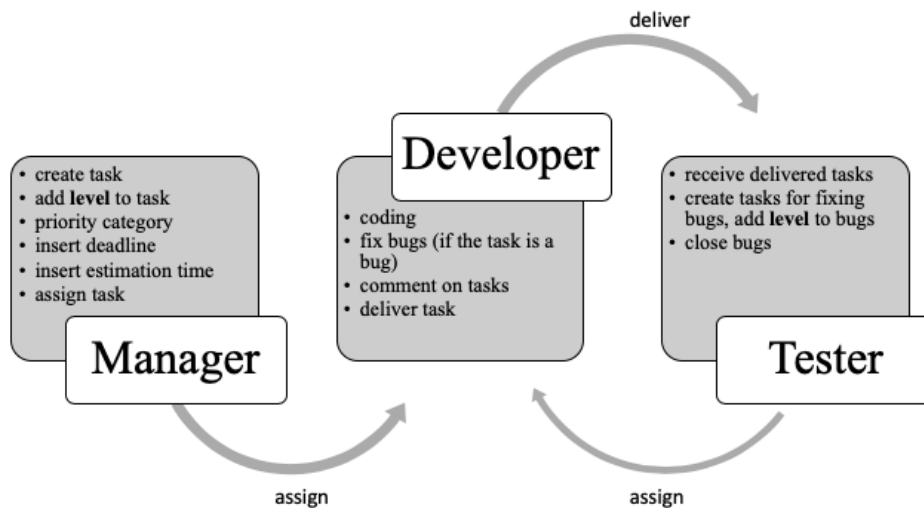 deliver
Developer
• create task
• add level to task
• priority category
• insert deadline
• insert estimation time
• assign task
Manager
• coding
• fix bugs (if the task is a
bug)
• comment on tasks
• deliver task
• receive delivered tasks
• create tasks for fixing
bugs, add level to bugs
• close bugs
Tester
assign
assign